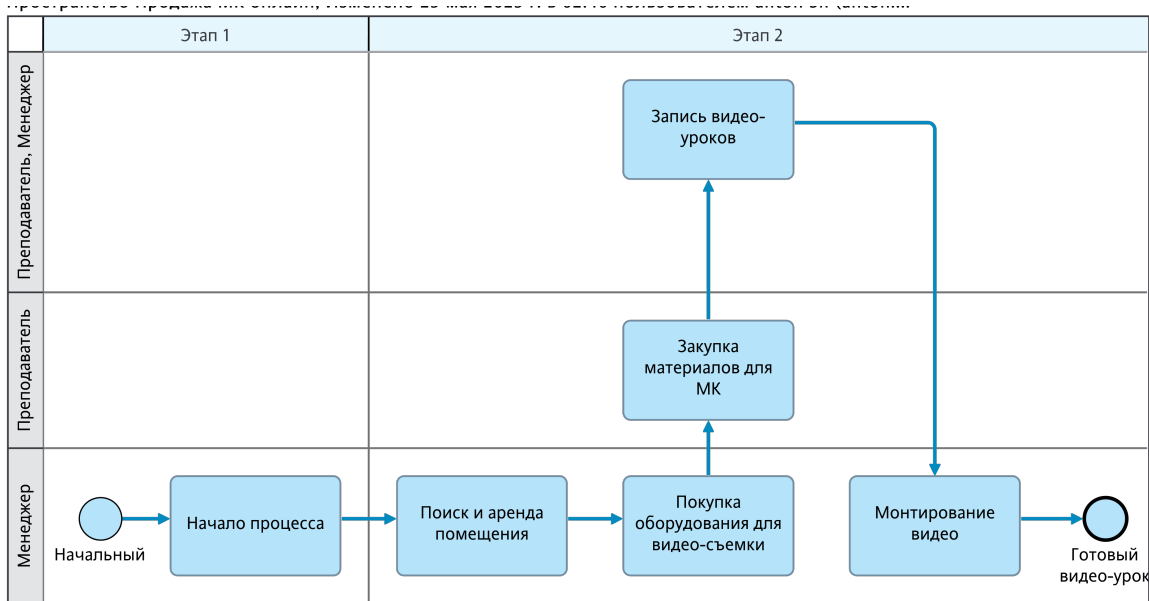 Этап 1
Этап 2
Преподаватель, Менеджер
Запись видео-
уроков
Преподаватель
Закупка
материалов для
МК
Менеджер
Начальный
Начало процесса
Поиск и аренда
помещения
Покупка
оборудования для
видео-съемки
Монтирование
видео
Готовый
видео-урок